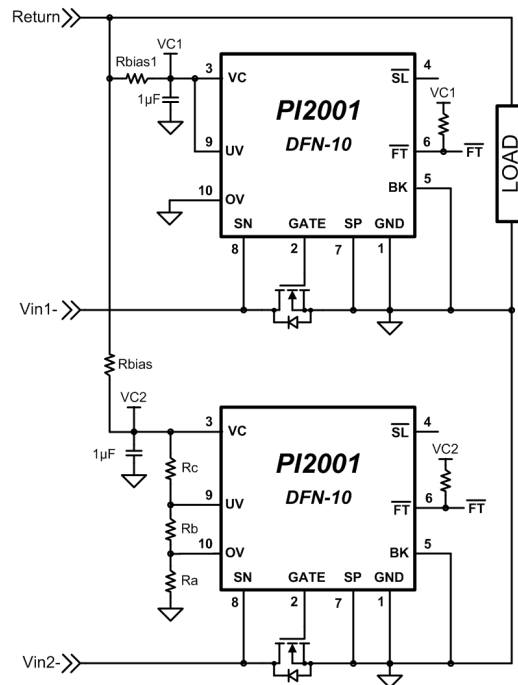 Return
VC1
Rbias1
1µF
3
VC
SL
4
VC1
PI2001
DFN-10
9
UV
FT
6
FT
10
OV
BK
5
SN
GATE
SP
GND
8
2
7
1
LOAD
Vin1-
Rbias
VC2
1µF
3
VC
SL
4
VC2
Rc
PI2001
DFN-10
9
UV
FT
6
FT
Rb
10
OV
BK
5
Ra
SN
GATE
SP
GND
8
2
7
1
Vin2-